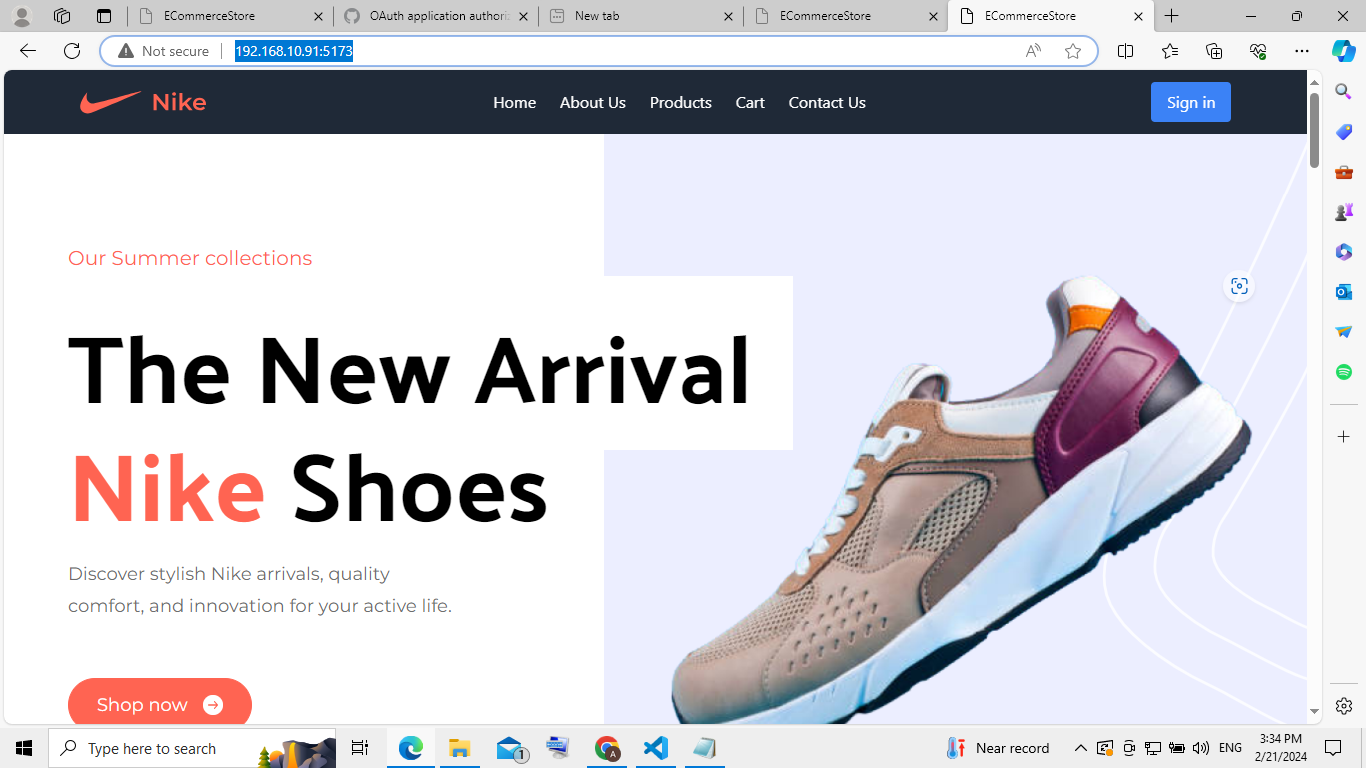 ECommerceStore
OAuth application authoriz
New tab
ECommerceStore
ECommerceStore
Not secure
192.168.10.91:5173
Nike
Home
About Us
Products
Cart
Contact Us
Sign in
Our Summer collections
The New Arrival
Nike Shoes
Discover stylish Nike arrivals, quality
comfort, and innovation for your active life.
Shop now
Type here to search
1
A
Near record
ENG
3:34 PM
2/21/2024